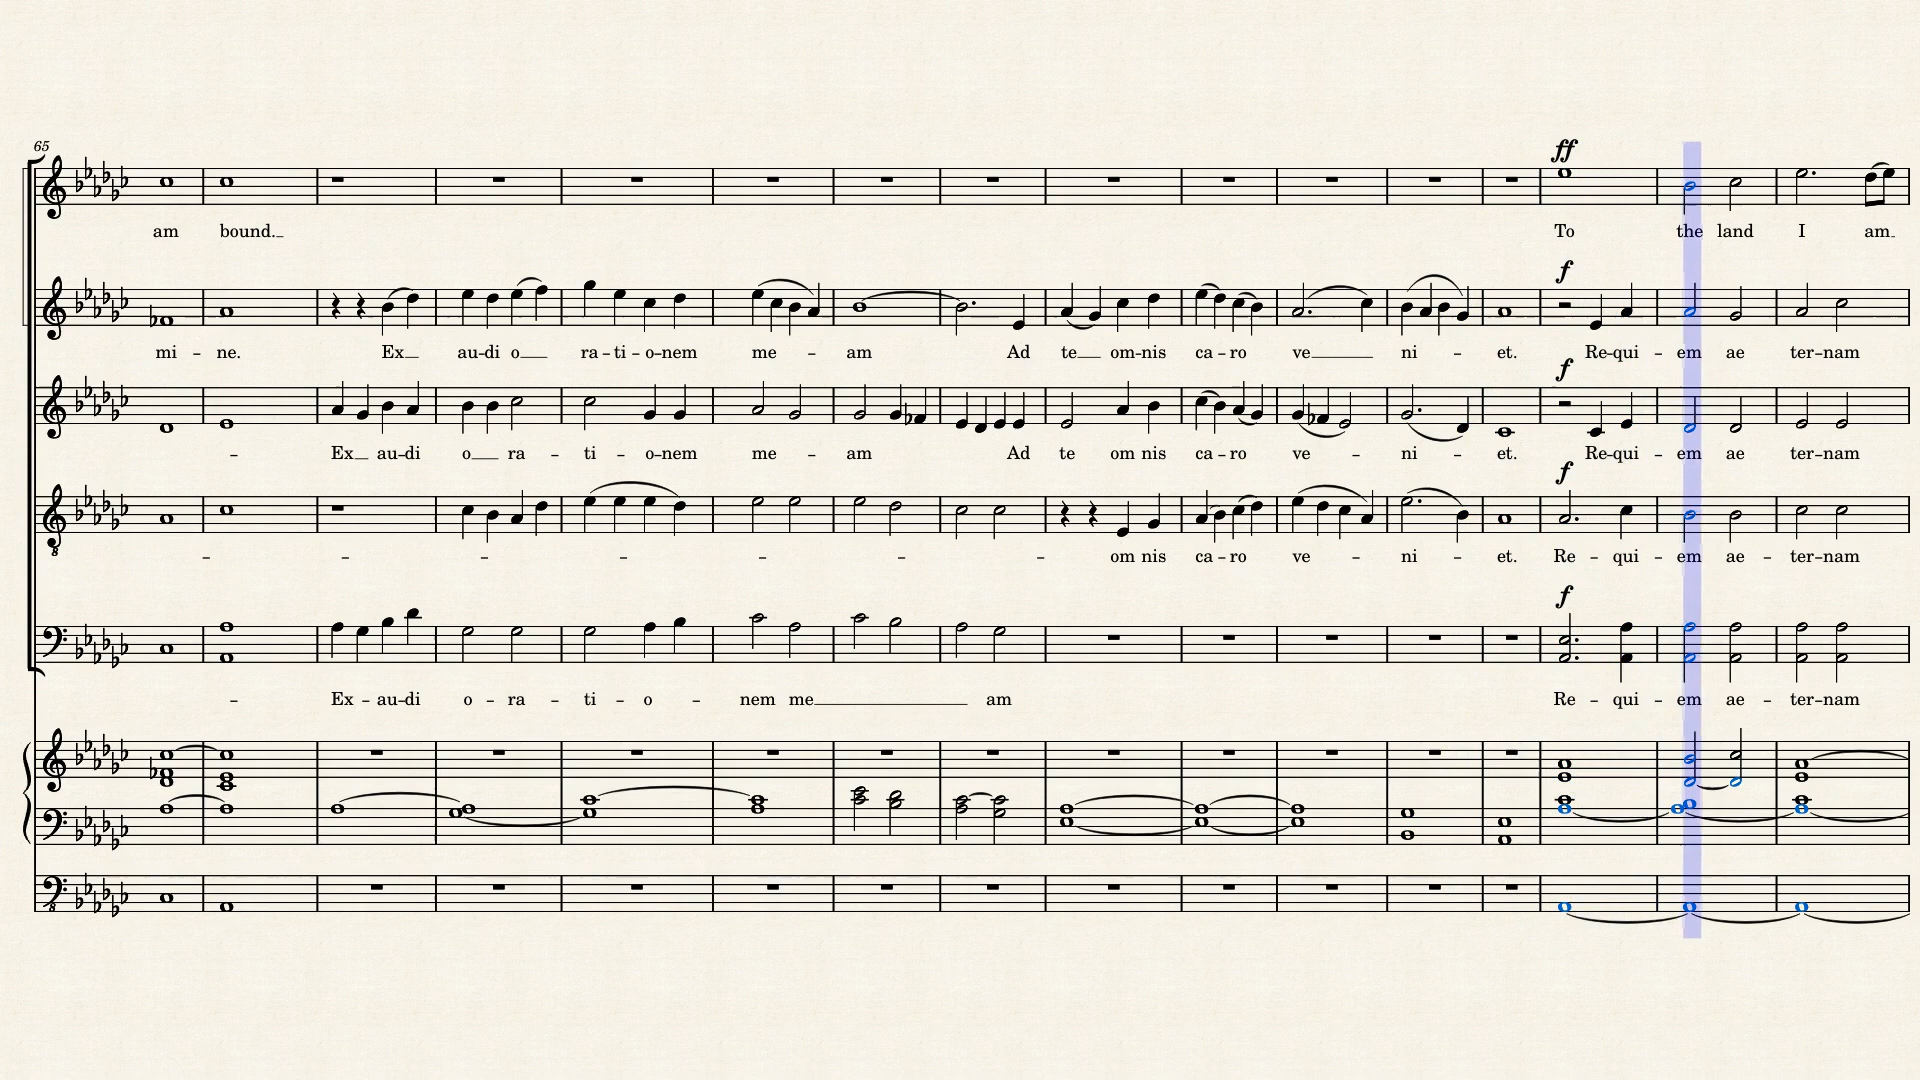 65
ff
am bound. To the land I am
f
mi - ne. Ex au-di o ra-ti-o-nem me - am Ad te om-nis ca-ro ve ni - et. Re-qui-em ae ter-nam
f
- Ex au-di o ra - ti - o-nem me - am Ad te om nis ca-ro ve - ni - et. Re-qui-em ae ter-nam
f
- - - - - - - om nis ca-ro ve - ni - et. Re - qui-em ae - ter-nam
f
- Ex - au-di o - ra - ti - o - nem me am Re - qui-em ae - ter-nam